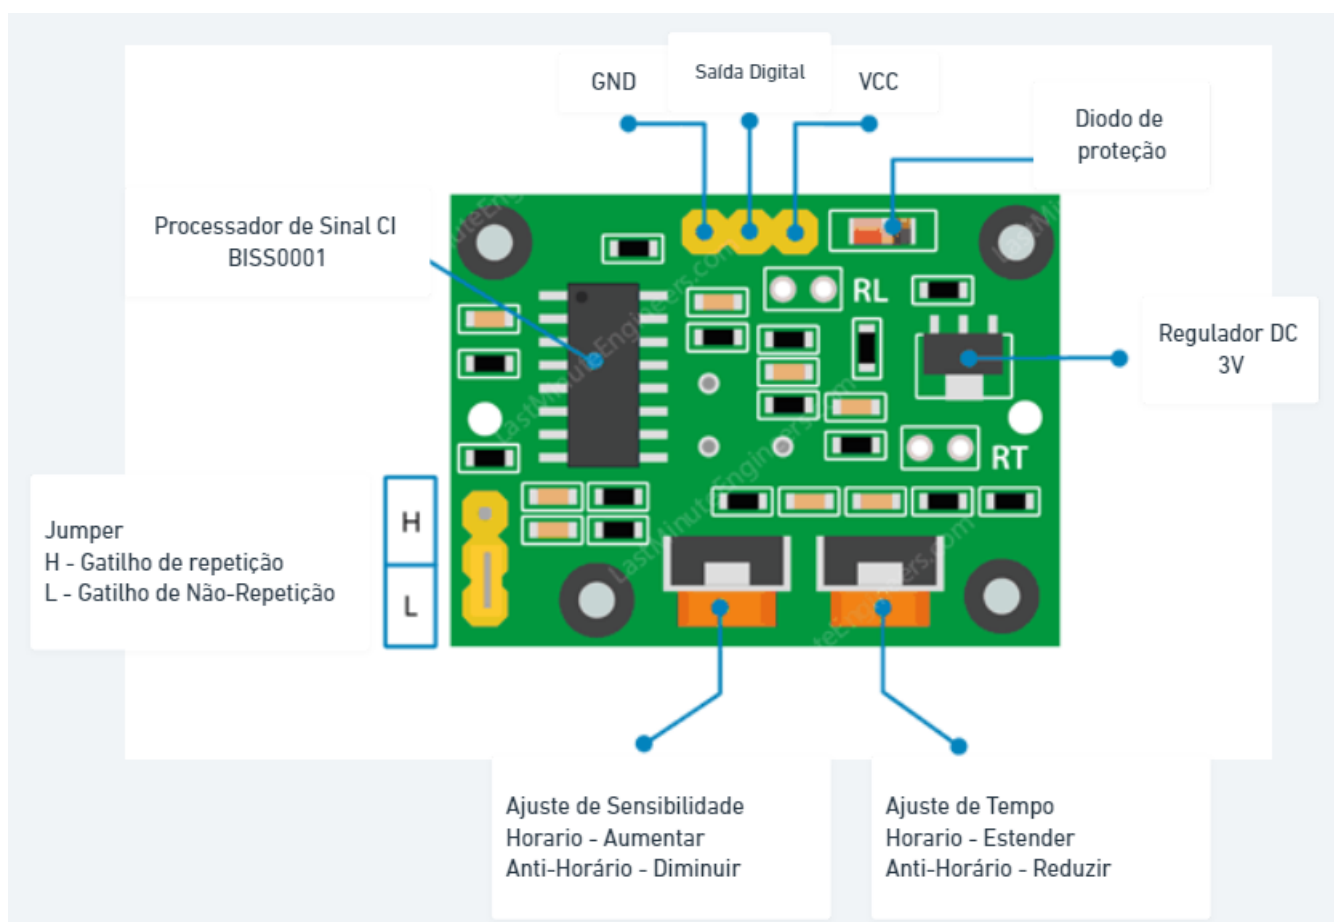 GND
Saída Digital
VCC
Diodo de
proteção
Processador de Sinal CI
BISS0001
RL
Regulador DC
3V
RT
Jumper
H - Gatilho de repetição
L - Gatilho de Não-Repetição
H
L
LastMinuteEngineers.com
Ajuste de Sensibilidade
Horario - Aumentar
Anti-Horário - Diminuir
Ajuste de Tempo
Horario - Estender
Anti-Horário - Reduzir